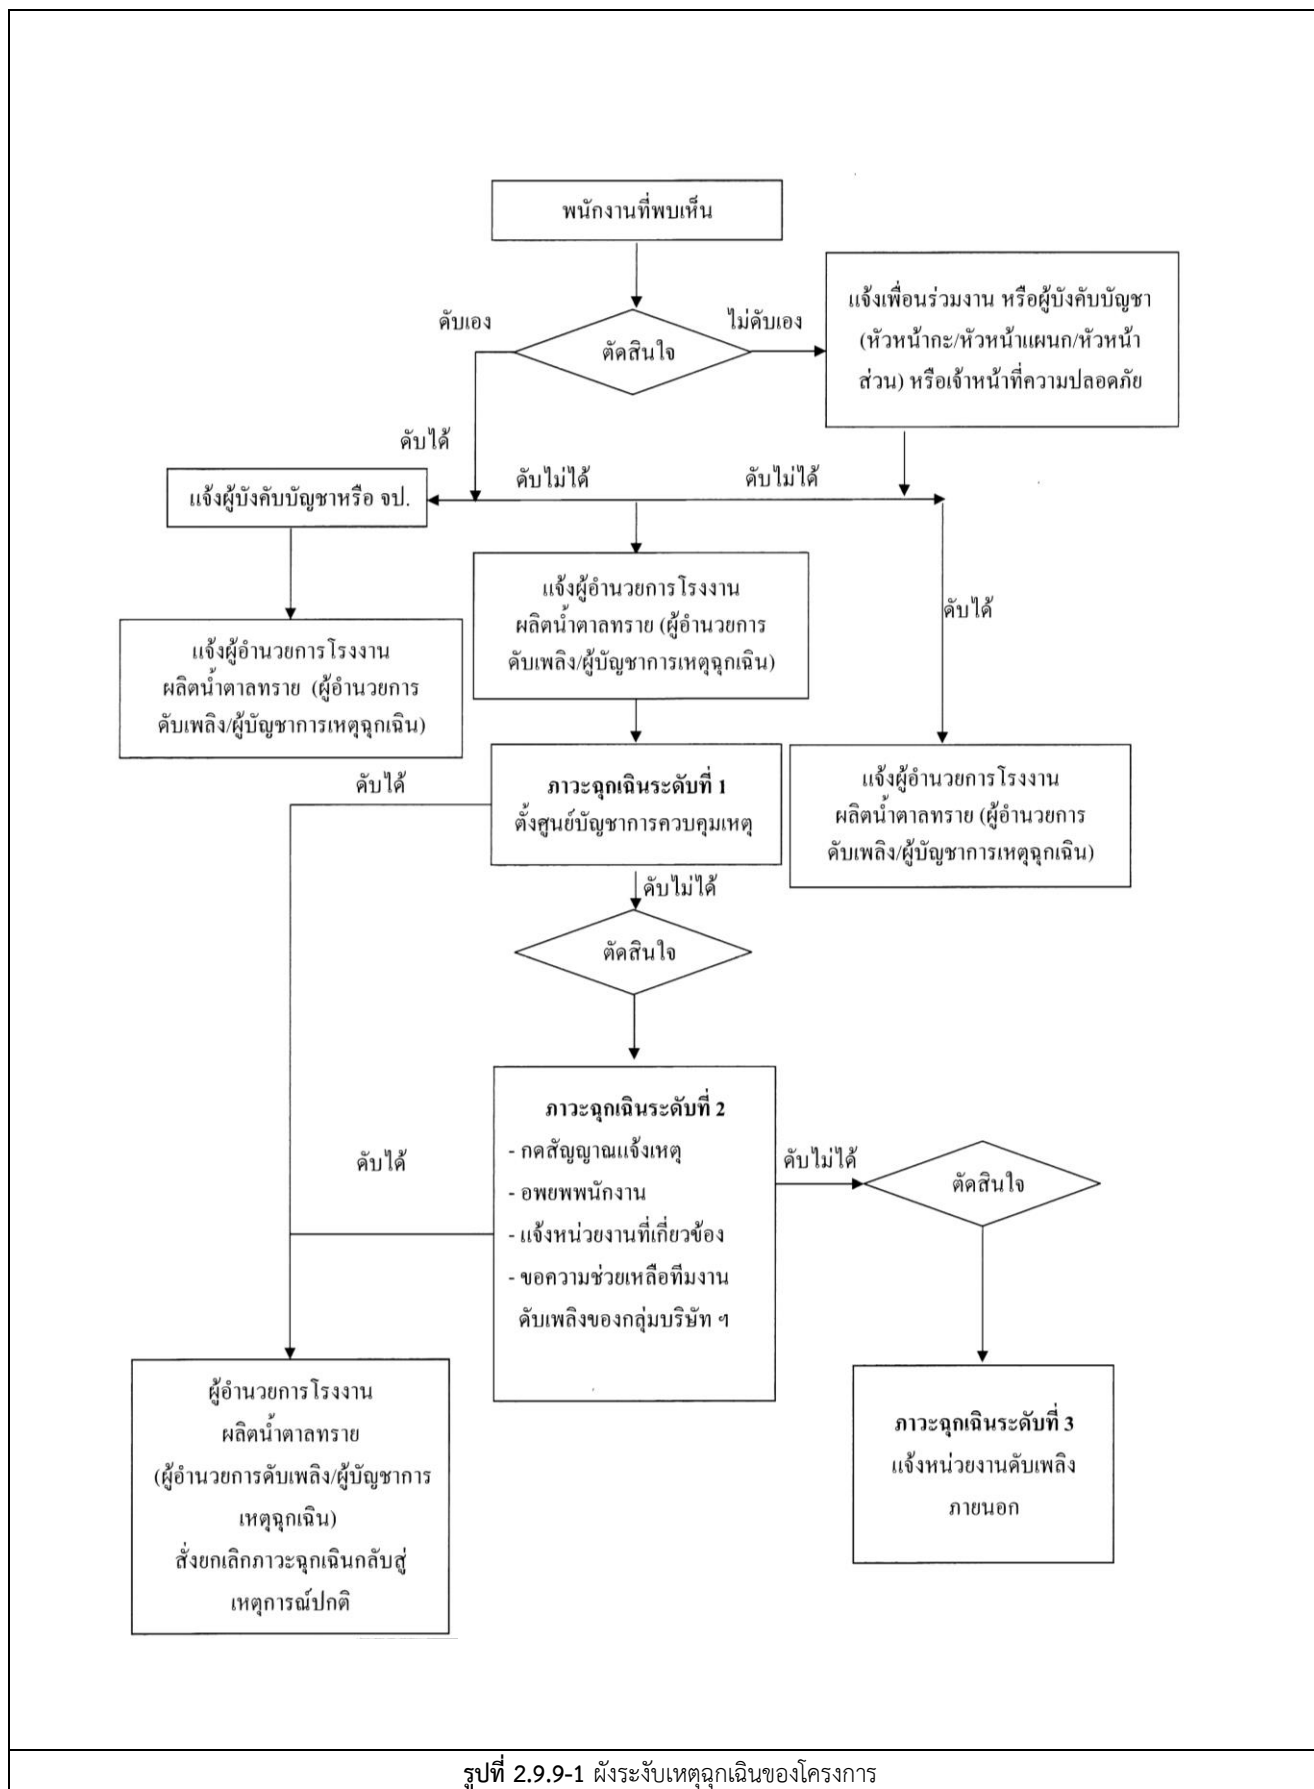 พนักงานที่พบเห็น
แจ้งเพื่อนร่วมงาน หรือผู้บังคับบัญชา
(หัวหน้ากะ/หัวหน้าแผนก/หัวหน้า
ส่วน) หรือเจ้าหน้าที่ความปลอดภัย
ดับเอง
ไม่ดับเอง
ตัดสินใจ
ดับได้
ดับไม่ได้
ดับไม่ได้
แจ้งผู้บังคับบัญชาหรือ จป.
แจ้งผู้อำนวยการโรงงาน
ผลิตน้ำตาลทราย (ผู้อำนวยการ
ดับเพลิง/ผู้บัญชาการเหตุฉุกเฉิน)
ดับได้
แจ้งผู้อำนวยการโรงงาน
ผลิตน้ำตาลทราย (ผู้อำนวยการ
ดับเพลิง/ผู้บัญชาการเหตุฉุกเฉิน)
ดับได้
ภาวะฉุกเฉินระดับที่ 1
ตั้งศูนย์บัญชาการควบคุมเหตุ
แจ้งผู้อำนวยการโรงงาน
ผลิตน้ำตาลทราย (ผู้อำนวยการ
ดับเพลิง/ผู้บัญชาการเหตุฉุกเฉิน)
ดับไม่ได้
ตัดสินใจ
ภาวะฉุกเฉินระดับที่ 2
- กดสัญญาณแจ้งเหตุ
- อพยพพนักงาน
- แจ้งหน่วยงานที่เกี่ยวข้อง
- ขอความช่วยเหลือทีมงาน
ดับเพลิงของกลุ่มบริษัท ฯ
ดับได้
ดับไม่ได้
ตัดสินใจ
ผู้อำนวยการโรงงาน
ผลิตน้ำตาลทราย
(ผู้อำนวยการดับเพลิง/ผู้บัญชาการ
เหตุฉุกเฉิน)
สั่งยกเลิกภาวะฉุกเฉินกลับสู่
เหตุการณ์ปกติ
ภาวะฉุกเฉินระดับที่ 3
แจ้งหน่วยงานดับเพลิง
ภายนอก
รูปที่ 2.9.9-1 ผังระงับเหตุฉุกเฉินของโครงการ